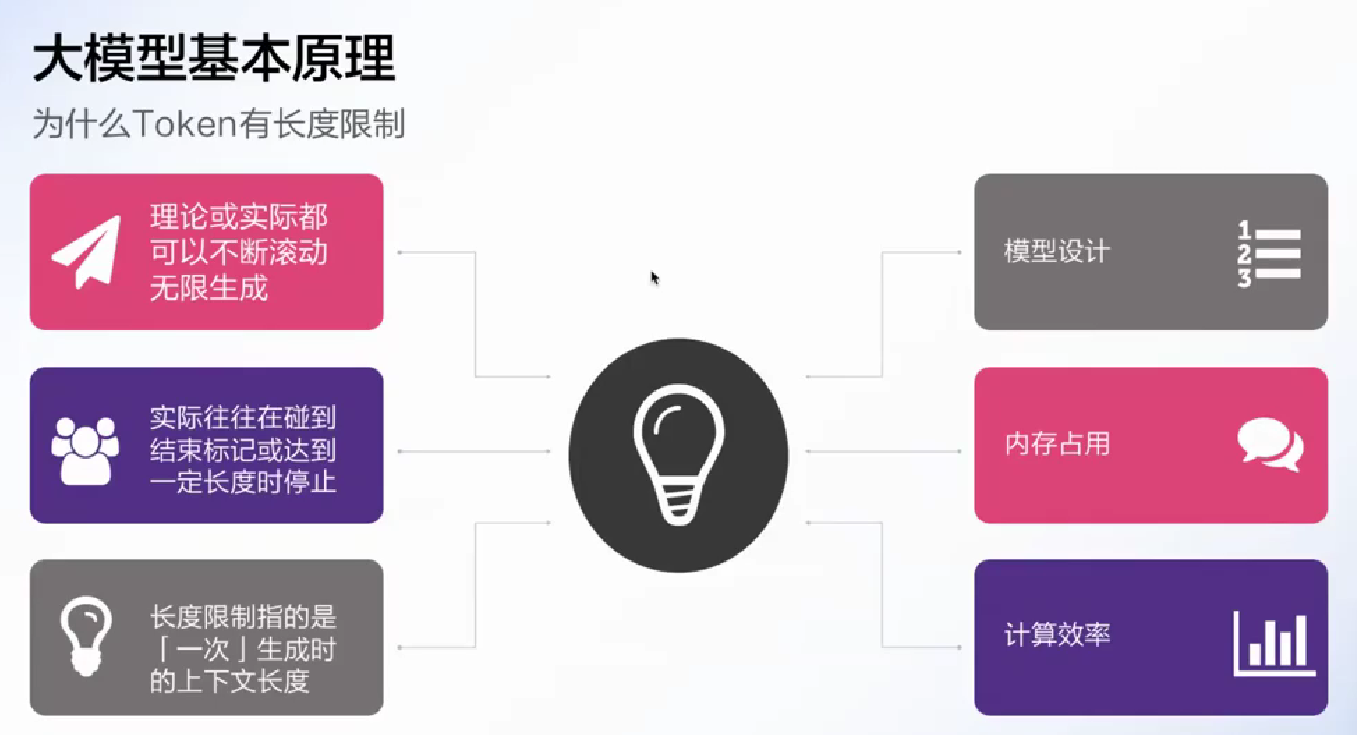 大模型基本原理
为什么Token有长度限制
理论或实际都
可以不断滚动
无限生成
实际往往在碰到
结束标记或达到
一定长度时停止
长度限制指的是
「一次」生成时
的上下文长度
模型设计
1
2
3
内存占用
计算效率